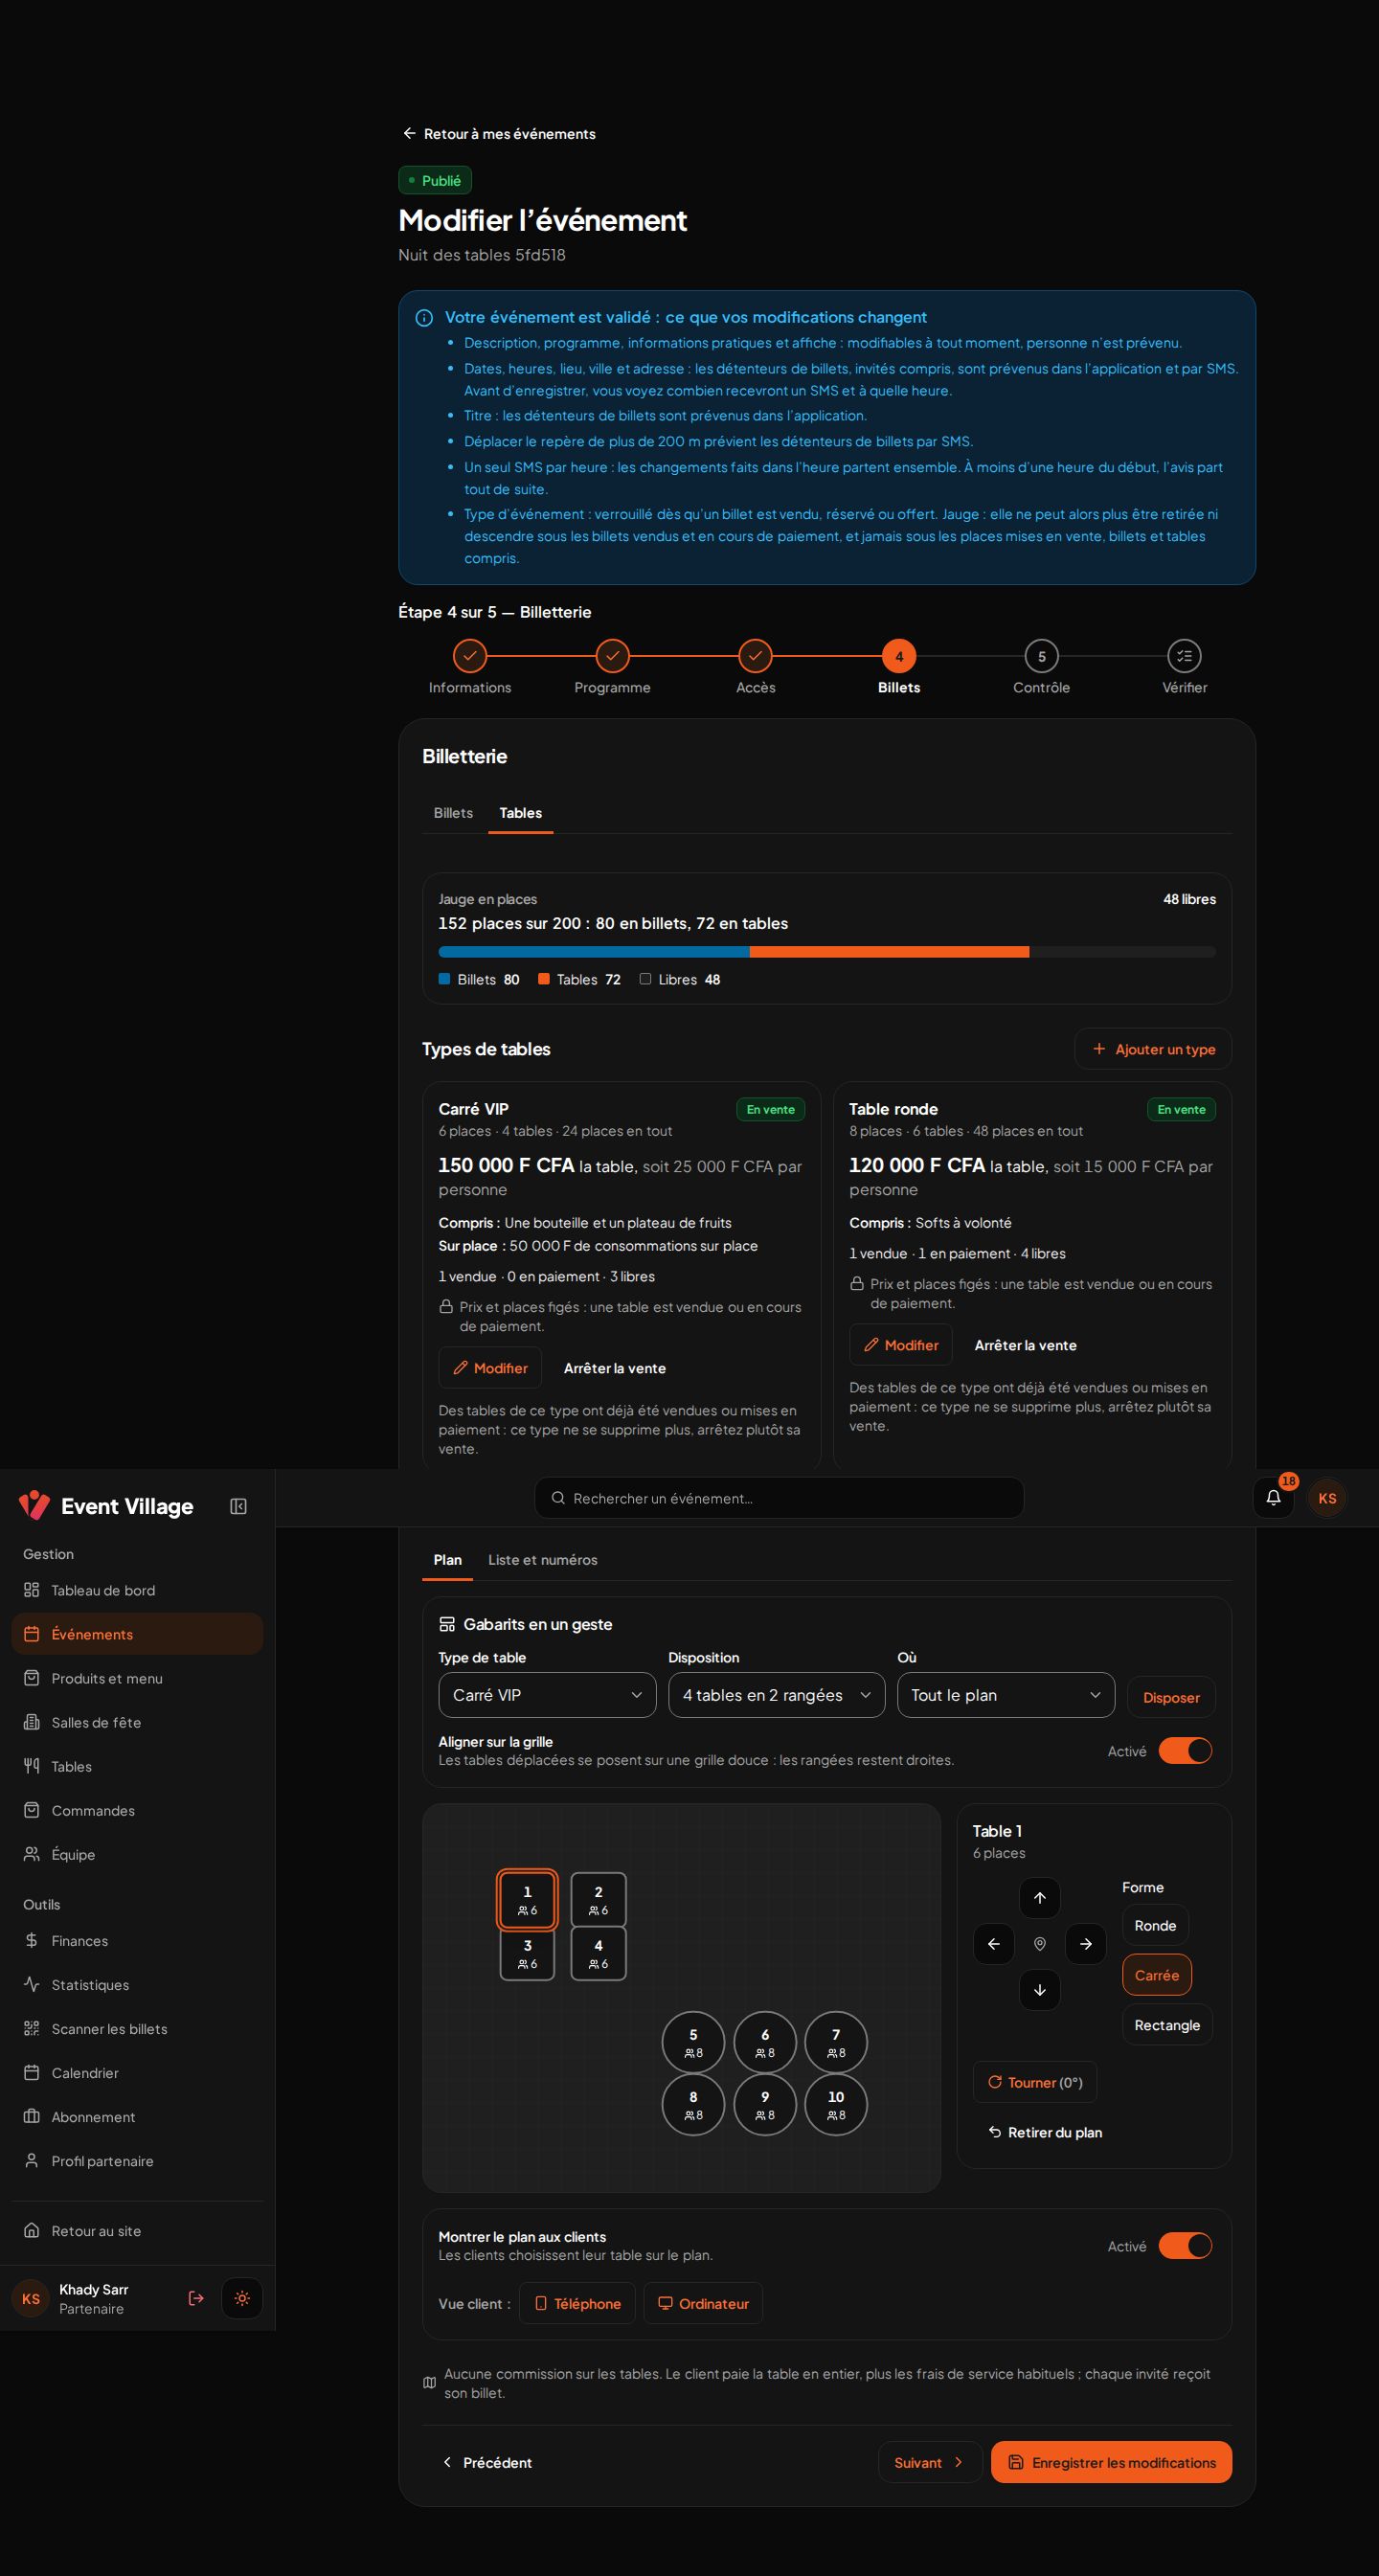 Retour à mes événements
Publié
Modifier l’événement
Nuit des tables 5fd518
Votre événement est validé : ce que vos modifications changent
• Description, programme, informations pratiques et affiche : modifiables à tout moment, personne n’est prévenu.
• Dates, heures, lieu, ville et adresse : les détenteurs de billets, invités compris, sont prévenus dans l’application et par SMS.
Avant d’enregistrer, vous voyez combien recevront un SMS et à quelle heure.
• Titre : les détenteurs de billets sont prévenus dans l’application.
• Déplacer le repère de plus de 200 m prévient les détenteurs de billets par SMS.
• Un seul SMS par heure : les changements faits dans l’heure partent ensemble. À moins d’une heure du début, l’avis part
tout de suite.
• Type d’événement : verrouillé dès qu’un billet est vendu, réservé ou offert. Jauge : elle ne peut alors plus être retirée ni
descendre sous les billets vendus et en cours de paiement, et jamais sous les places mises en vente, billets et tables
compris.
Étape 4 sur 5 — Billetterie
4
5
Informations
Programme
Accès
Billets
Contrôle
Vérifier
Billetterie
Billets
Tables
Jauge en places
48 libres
152 places sur 200 : 80 en billets, 72 en tables
Billets 80
Tables 72
Libres 48
Types de tables
Ajouter un type
Carré VIP
En vente
6 places · 4 tables · 24 places en tout
150 000 F CFA la table, soit 25 000 F CFA par
personne
Compris : Une bouteille et un plateau de fruits
Sur place : 50 000 F de consommations sur place
1 vendue · 0 en paiement · 3 libres
Prix et places figés : une table est vendue ou en cours
de paiement.
Modifier
Arrêter la vente
Des tables de ce type ont déjà été vendues ou mises en
paiement : ce type ne se supprime plus, arrêtez plutôt sa
vente.
Table ronde
En vente
8 places · 6 tables · 48 places en tout
120 000 F CFA la table, soit 15 000 F CFA par
personne
Compris : Softs à volonté
1 vendue · 1 en paiement · 4 libres
Prix et places figés : une table est vendue ou en cours
de paiement.
Modifier
Arrêter la vente
Des tables de ce type ont déjà été vendues ou mises en
paiement : ce type ne se supprime plus, arrêtez plutôt sa
vente.
Event Village
Rechercher un événement...
18
KS
Gestion
Tableau de bord
Événements
Produits et menu
Salles de fête
Tables
Commandes
Équipe
Outils
Finances
Statistiques
Scanner les billets
Calendrier
Abonnement
Profil partenaire
Retour au site
KS
Khady Sarr
Partenaire
Plan
Liste et numéros
Gabarits en un geste
Type de table
Disposition
Où
Carré VIP
4 tables en 2 rangées
Tout le plan
Disposer
Aligner sur la grille
Les tables déplacées se posent sur une grille douce : les rangées restent droites.
Activé
1
6
2
6
3
6
4
6
5
8
6
8
7
8
8
8
9
8
10
8
Table 1
6 places
Forme
Ronde
Carrée
Rectangle
Tourner (0°)
Retirer du plan
Montrer le plan aux clients
Les clients choisissent leur table sur le plan.
Activé
Vue client :
Téléphone
Ordinateur
Aucune commission sur les tables. Le client paie la table en entier, plus les frais de service habituels ; chaque invité reçoit
son billet.
Précédent
Suivant
Enregistrer les modifications